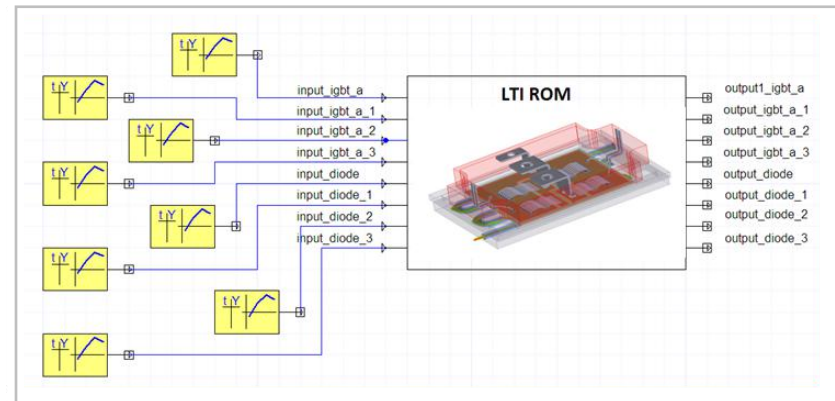 t Y
input_igbt_a
LTI ROM
output1_igbt_a
t Y
input_igbt_a_1
output_igbt_a_1
t Y
input_igbt_a_2
output_igbt_a_2
t Y
input_igbt_a_3
output_igbt_a_3
input_diode
output_diode
t Y
input_diode_1
output_diode_1
t Y
input_diode_2
output_diode_2
input_diode_3
output_diode_3
t Y
t Y